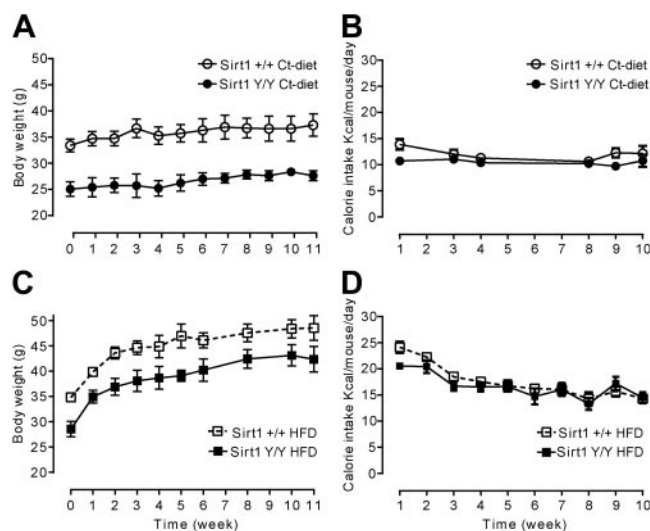 A
Body weight (g)
50
45
40
35
30
25
20
Sirt1 +/+ Ct-diet
Sirt1 Y/Y Ct-diet
0 1 2 3 4 5 6 7 8 9 10 11
B
Calorie intake Kcal/mouse/day
30
25
20
15
10
5
0
Sirt1 +/+ Ct-diet
Sirt1 Y/Y Ct-diet
1 2 3 4 5 6 7 8 9 10
C
Body weight (g)
50
45
40
35
30
25
20
Sirt1 +/+ HFD
Sirt1 Y/Y HFD
0 1 2 3 4 5 6 7 8 9 10 11
Time (week)
D
Calorie intake Kcal/mouse/day
30
25
20
15
10
5
0
Sirt1 +/+ HFD
Sirt1 Y/Y HFD
1 2 3 4 5 6 7 8 9 10
Time (week)